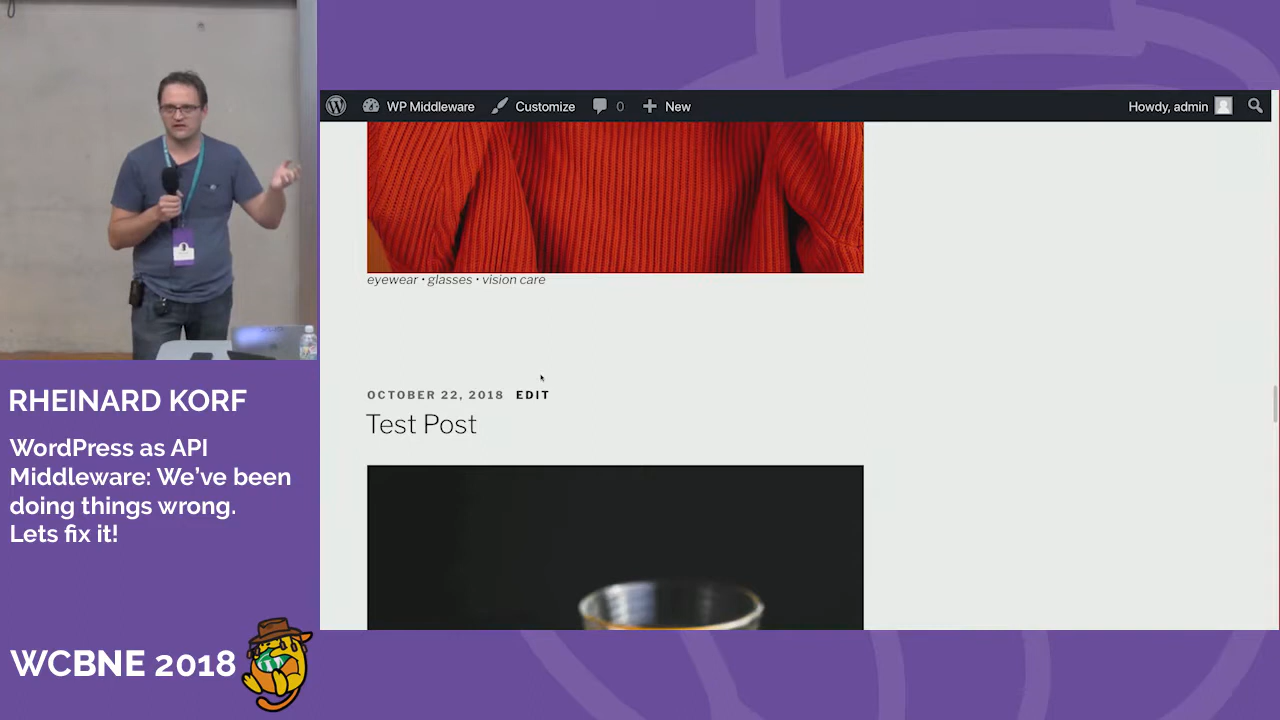 WP Middleware Customize 0 New Howdy, admin
eyewear • glasses • vision care
OCTOBER 22, 2018 EDIT
Test Post
RHEINARD KORF
WordPress as API
Middleware: We’ve been
doing things wrong.
Lets fix it!
WCBNE 2018